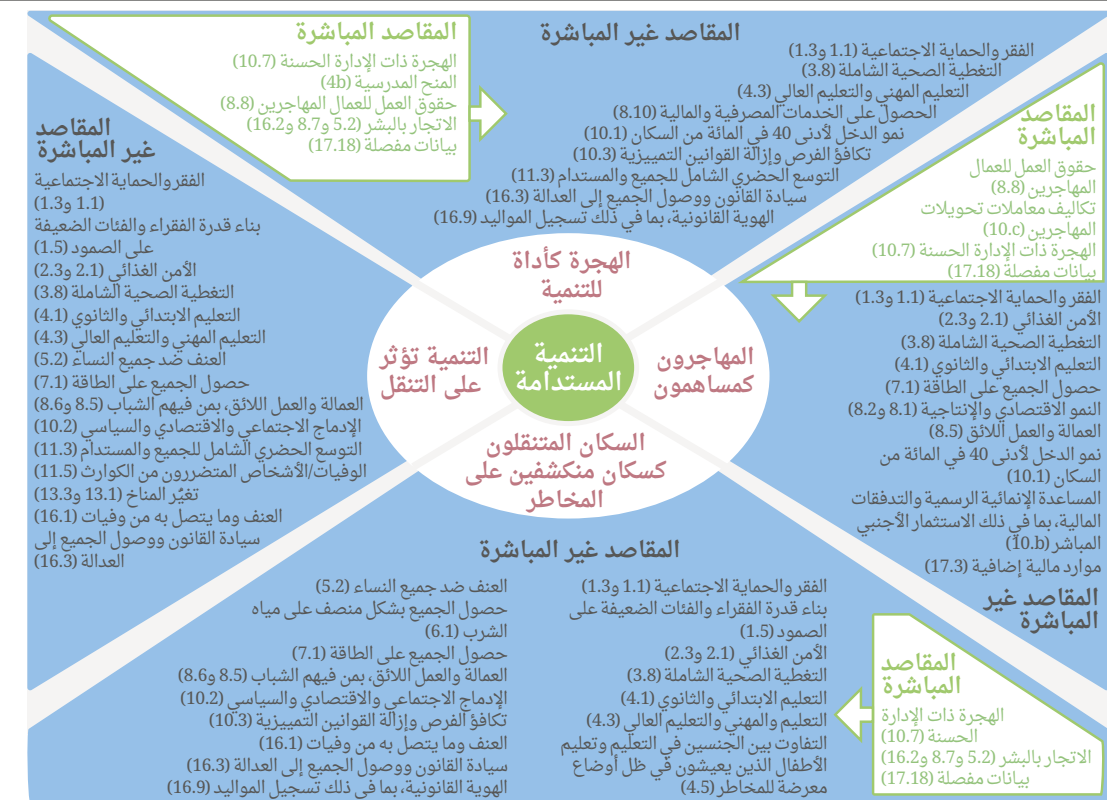 المقاصد المباشرة
الهجرة ذات الإدارة الحسنة (10.7)
المنح المدرسية (4b)
حقوق العمل للعمال المهاجرين (8.8)
الاتجار بالبشر (5.2 و8.7 و16.2)
بيانات مفصلة (17.18)
المقاصد غير المباشرة
الفقر والحماية الاجتماعية (1.1 و1.3)
التغطية الصحية الشاملة (3.8)
التعليم المهني والتعليم العالي (4.3)
الحصول على الخدمات المصرفية والمالية (8.10)
نمو الدخل لأدنى 40 في المائة من السكان (10.1)
تكافؤ الفرص وإزالة القوانين التمييزية (10.3)
التوسع الحضري الشامل للجميع والمستدام (11.3)
سيادة القانون ووصول الجميع إلى العدالة (16.3)
الهوية القانونية، بما في ذلك تسجيل المواليد (16.9)
المقاصد
المباشرة
حقوق العمل للعمال
المهاجرين (8.8)
تكاليف معاملات تحويلات
المهاجرين (10.c)
الهجرة ذات الإدارة الحسنة (10.7)
بيانات مفصلة (17.18)
الفقر والحماية الاجتماعية (1.1 و1.3)
الأمن الغذائي (2.1 و2.3)
التغطية الصحية الشاملة (3.8)
التعليم الابتدائي والثانوي (4.1)
حصول الجميع على الطاقة (7.1)
النمو الاقتصادي والإنتاجية (8.1 و8.2)
العمالة والعمل اللائق (8.5)
نمو الدخل لأدنى 40 في المائة من
السكان (10.1)
المساعدة الإنمائية الرسمية والتدفقات
المالية، بما في ذلك الاستثمار الأجنبي
المباشر (10.b)
موارد مالية إضافية (17.3)
المقاصد غير
المباشرة
المقاصد
غير المباشرة
الفقر والحماية الاجتماعية
(1.1 و1.3)
بناء قدرة الفقراء والفئات الضعيفة
على الصمود (1.5)
الأمن الغذائي (2.1 و2.3)
التغطية الصحية الشاملة (3.8)
التعليم الابتدائي والثانوي (4.1)
التعليم المهني والتعليم العالي (4.3)
العنف ضد جميع النساء (5.2)
حصول الجميع على الطاقة (7.1)
العمالة والعمل اللائق، بمن فيهم الشباب (8.5 و8.6)
الإدماج الاجتماعي والاقتصادي والسياسي (10.2)
التوسع الحضري الشامل للجميع والمستدام (11.3)
الوفيات/الأشخاص المتضررون من الكوارث (11.5)
تغيُّر المناخ (13.1 و13.3)
العنف وما يتصل به من وفيات (16.1)
سيادة القانون ووصول الجميع إلى
العدالة (16.3)
الهجرة كأداة
للتنمية
المهاجرون
كمساهمون
التنمية
المستدامة
التنمية تؤثر
على التنقل
السكان المتنقلون
كسكان منكشفين على
المخاطر
المقاصد غير المباشرة
الفقر والحماية الاجتماعية (1.1 و1.3)
بناء قدرة الفقراء والفئات الضعيفة على
الصمود (1.5)
الأمن الغذائي (2.1 و2.3)
التغطية الصحية الشاملة (3.8)
التعليم الابتدائي والثانوي (4.1)
التعليم والمهني والتعليم العالي (4.3)
التفاوت بين الجنسين في التعليم وتعليم
الأطفال الذين يعيشون في ظل أوضاع
معرضة للمخاطر (4.5)
العنف ضد جميع النساء (5.2)
حصول الجميع بشكل منصف على مياه
الشرب (6.1)
حصول الجميع على الطاقة (7.1)
العمالة والعمل اللائق، بمن فيهم الشباب (8.5 و8.6)
الإدماج الاجتماعي والاقتصادي والسياسي (10.2)
تكافؤ الفرص وإزالة القوانين التمييزية (10.3)
العنف وما يتصل به من وفيات (16.1)
سيادة القانون ووصول الجميع إلى العدالة (16.3)
الهوية القانونية، بما في ذلك تسجيل المواليد (16.9)
المقاصد
المباشرة
الهجرة ذات الإدارة
الحسنة (10.7)
الاتجار بالبشر (5.2 و8.7 و16.2)
بيانات مفصلة (17.18)